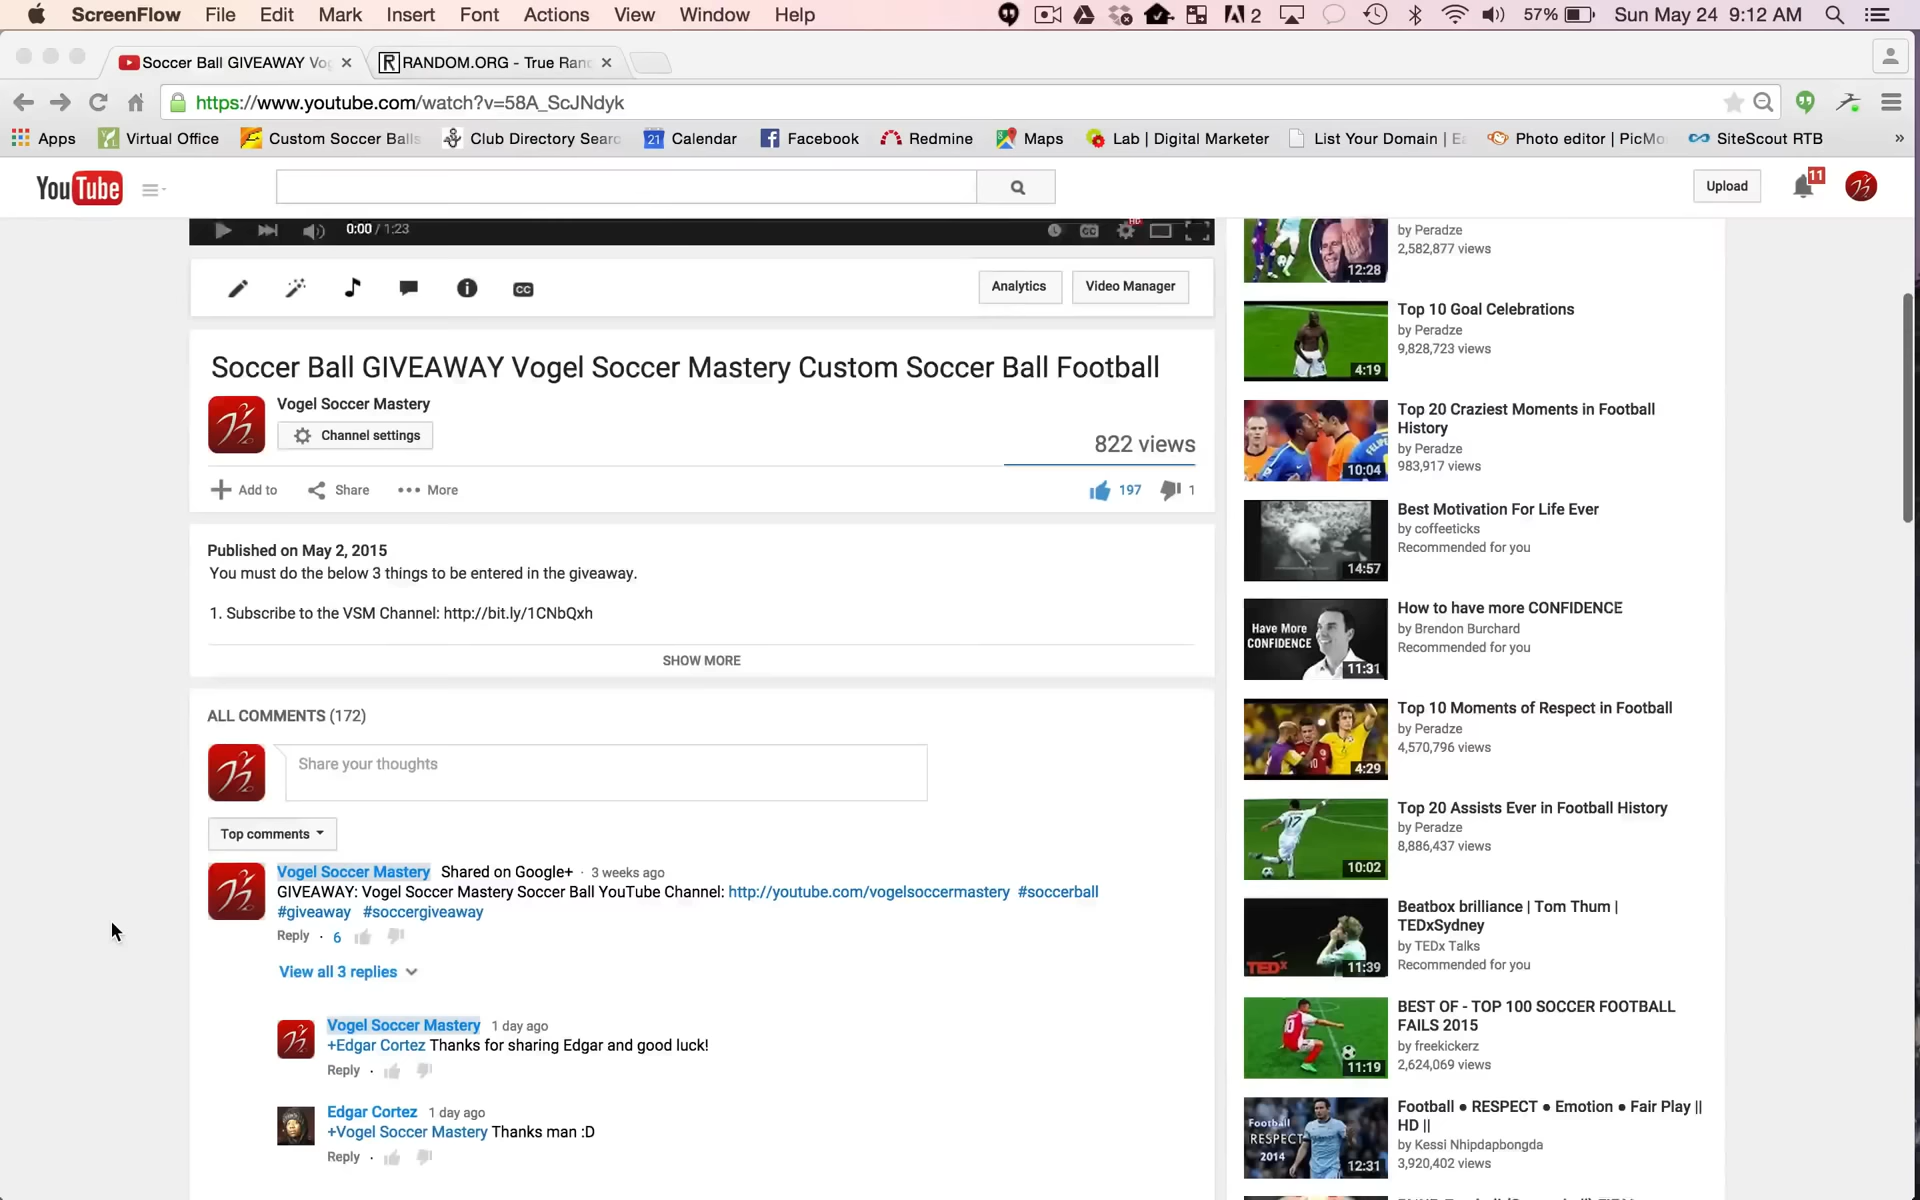 ScreenFlow File Edit Mark Insert Font Actions View Window Help 2 57% Sun May 24 9:12 AM
Soccer Ball GIVEAWAY Vog RANDOM.ORG - True Ran
https://www.youtube.com/watch?v=58A_ScJNdyk
Apps Virtual Office Custom Soccer Balls Club Directory Searc 21 Calendar Facebook Redmine Maps Lab | Digital Marketer List Your Domain | Ea Photo editor | PicMo SiteScout RTB »
YouTube Upload 11
0:00 / 1:23 CC HD
CC Analytics Video Manager
Soccer Ball GIVEAWAY Vogel Soccer Mastery Custom Soccer Ball Football
Vogel Soccer Mastery
Channel settings
822 views
Add to Share More 197 1
Published on May 2, 2015
You must do the below 3 things to be entered in the giveaway.
1. Subscribe to the VSM Channel: http://bit.ly/1CNbQxh
SHOW MORE
ALL COMMENTS (172)
Share your thoughts
Top comments
Vogel Soccer Mastery Shared on Google+ · 3 weeks ago
GIVEAWAY: Vogel Soccer Mastery Soccer Ball YouTube Channel: http://youtube.com/vogelsoccermastery #soccerball
#giveaway #soccergiveaway
Reply · 6
View all 3 replies
Vogel Soccer Mastery 1 day ago
+Edgar Cortez Thanks for sharing Edgar and good luck!
Reply ·
Edgar Cortez 1 day ago
+Vogel Soccer Mastery Thanks man :D
Reply ·
by Peradze
2,582,877 views
12:28
Top 10 Goal Celebrations
by Peradze
9,828,723 views
4:19
Top 20 Craziest Moments in Football
History
by Peradze
983,917 views
10:04
Best Motivation For Life Ever
by coffeeticks
Recommended for you
14:57
How to have more CONFIDENCE
by Brendon Burchard
Recommended for you
Have More
CONFIDENCE
11:31
Top 10 Moments of Respect in Football
by Peradze
4,570,796 views
4:29
Top 20 Assists Ever in Football History
by Peradze
8,886,437 views
17
10:02
Beatbox brilliance | Tom Thum |
TEDxSydney
by TEDx Talks
Recommended for you
TEDx
11:39
BEST OF - TOP 100 SOCCER FOOTBALL
FAILS 2015
by freekickerz
2,624,069 views
10
11:19
Football ● RESPECT ● Emotion ● Fair Play ||
HD ||
by Kessi Nhipdapbongda
3,920,402 views
Football
RESPECT
2014
12:31